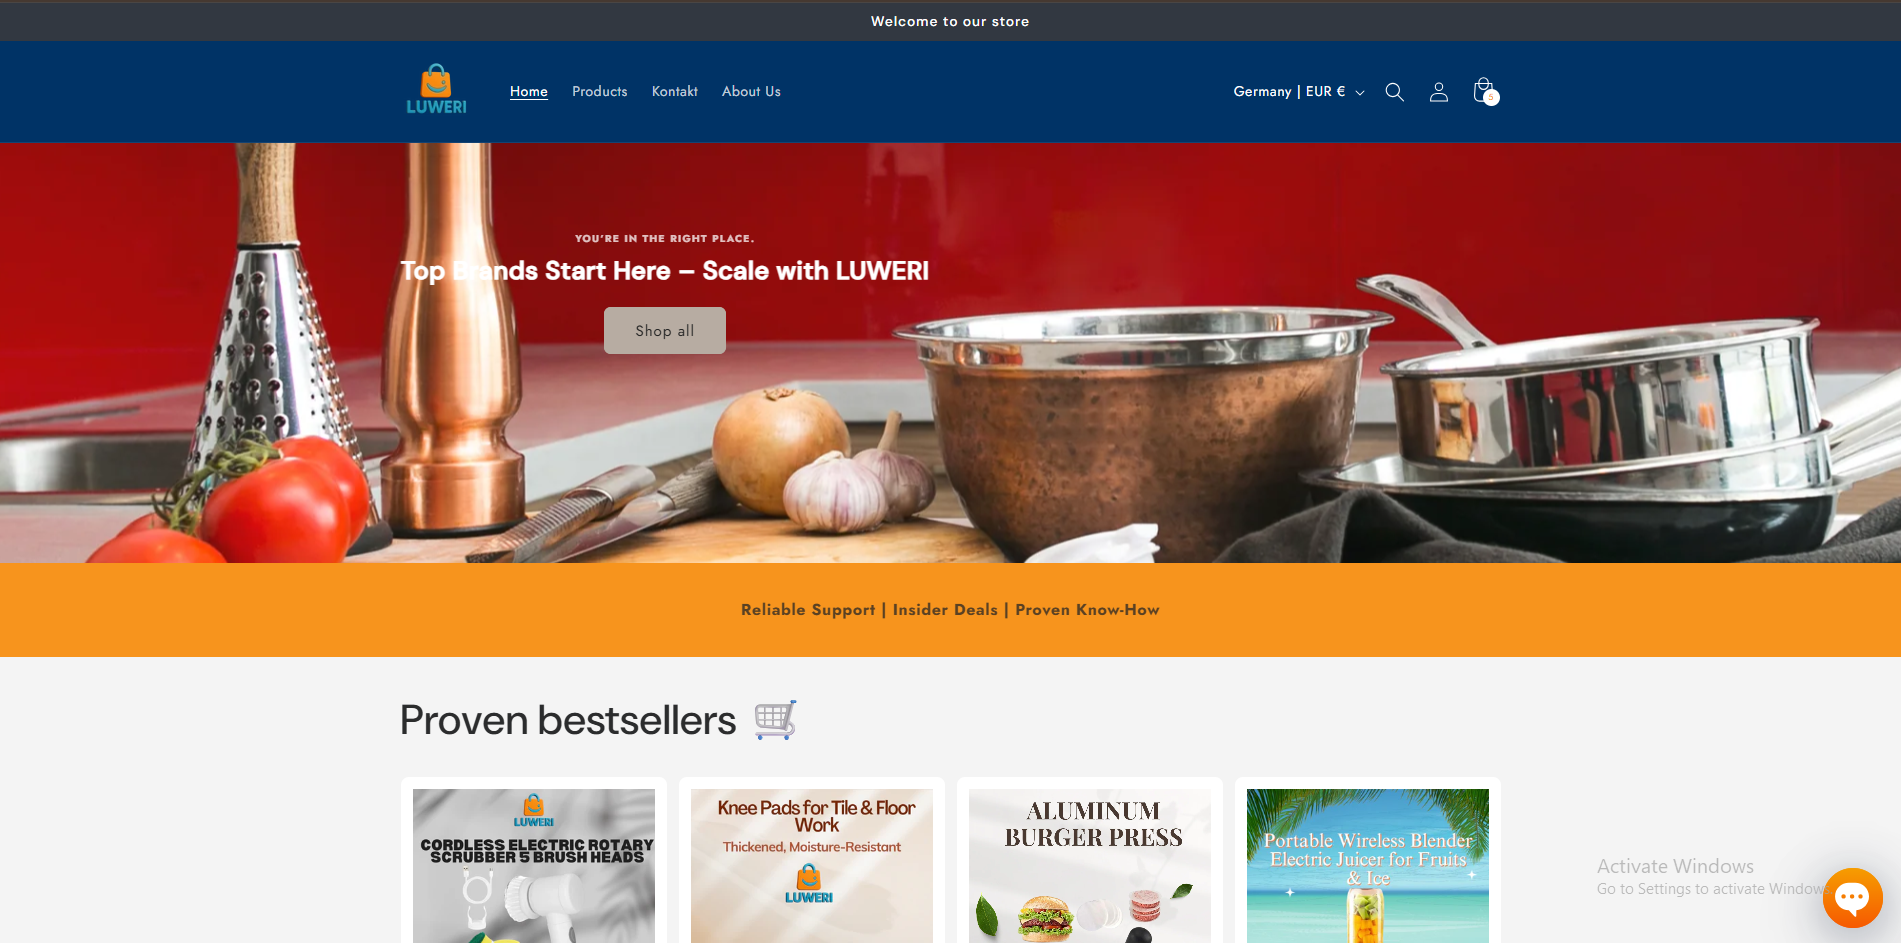 Welcome to our store
LUWERI
Home Products Kontakt About Us
Germany | EUR €
5
YOU'RE IN THE RIGHT PLACE.
Top Brands Start Here – Scale with LUWERI
Shop all
Reliable Support | Insider Deals | Proven Know-How
Proven bestsellers
LUWERI
CORDLESS ELECTRIC ROTARY
SCRUBBER 5 BRUSH HEADS
Knee Pads for Tile & Floor
Work
Thickened, Moisture-Resistant
LUWERI
ALUMINUM
BURGER PRESS
Portable Wireless Blender
Electric Juicer for Fruits
& Ice
Activate Windows
Go to Settings to activate Windows